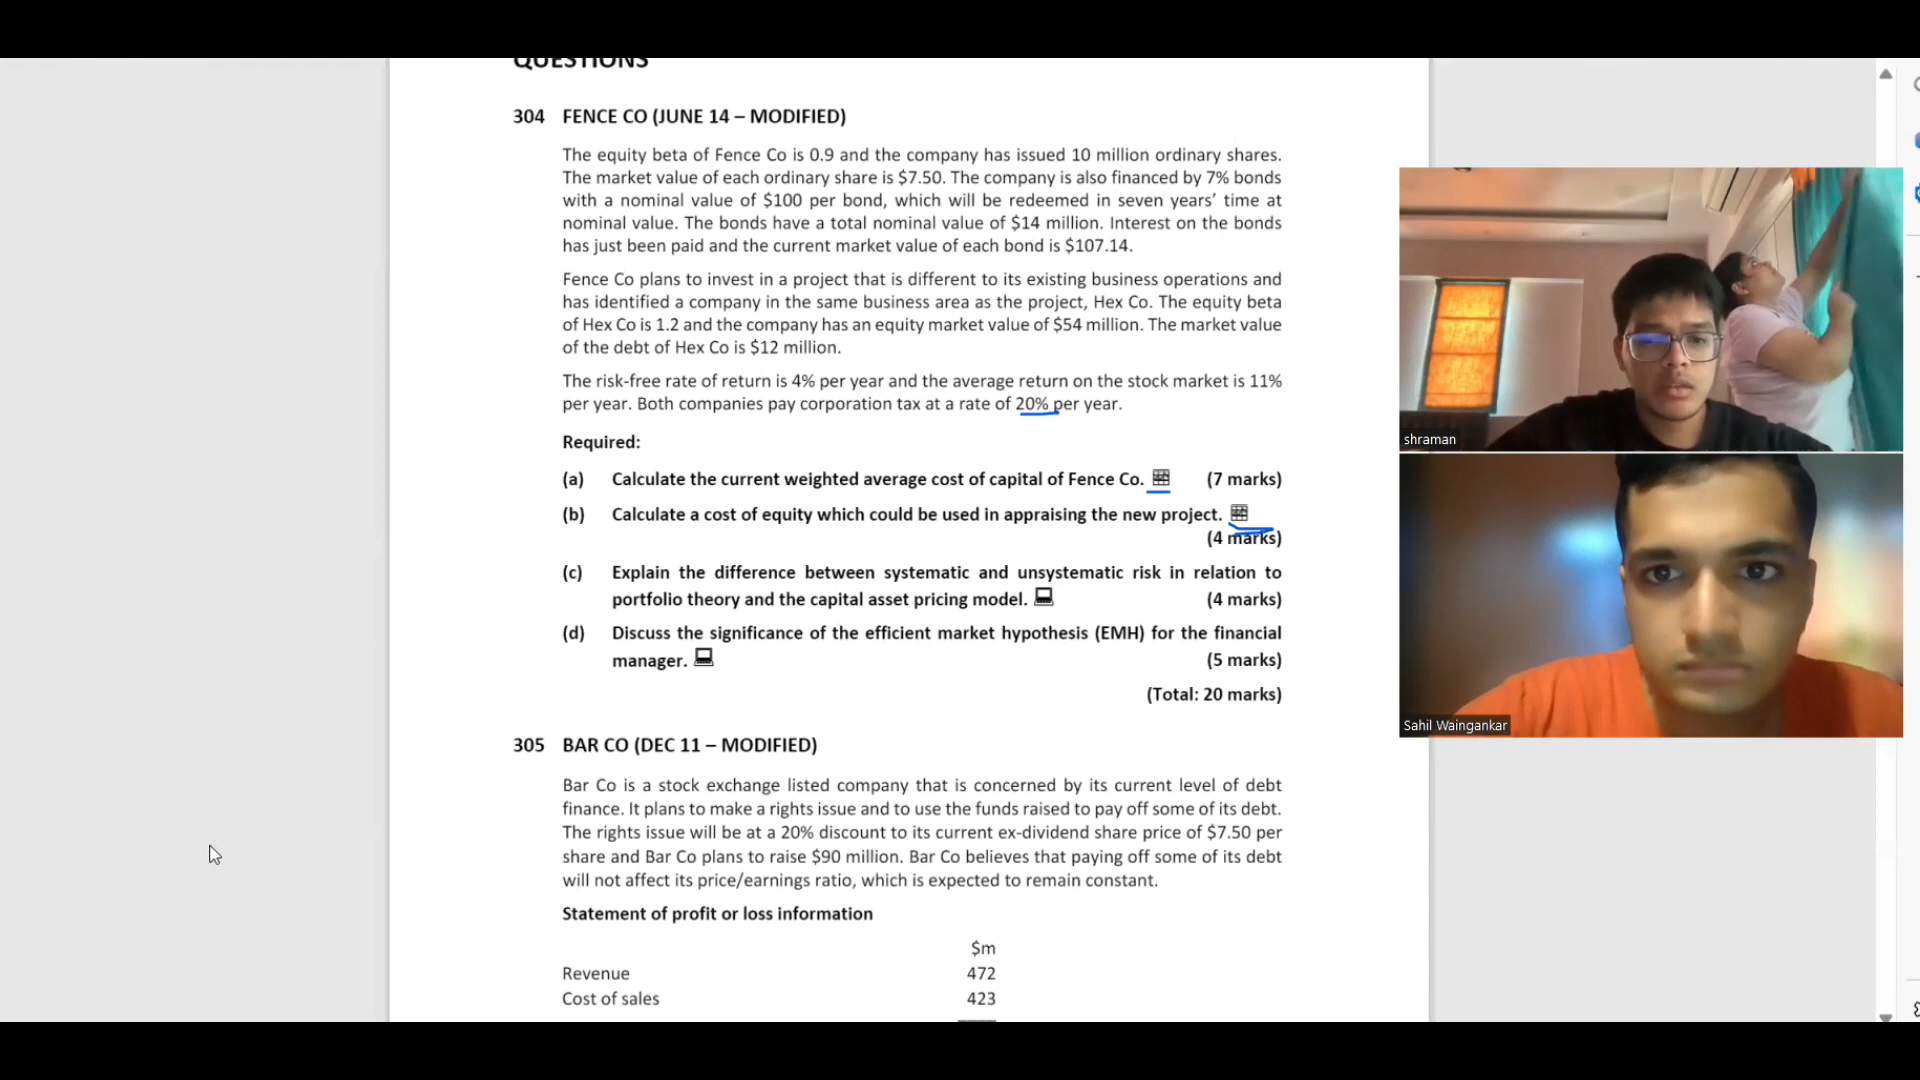 QUESTIONS
304 FENCE CO (JUNE 14 – MODIFIED)
The equity beta of Fence Co is 0.9 and the company has issued 10 million ordinary shares.
The market value of each ordinary share is $7.50. The company is also financed by 7% bonds
with a nominal value of $100 per bond, which will be redeemed in seven years' time at
nominal value. The bonds have a total nominal value of $14 million. Interest on the bonds
has just been paid and the current market value of each bond is $107.14.
Fence Co plans to invest in a project that is different to its existing business operations and
has identified a company in the same business area as the project, Hex Co. The equity beta
of Hex Co is 1.2 and the company has an equity market value of $54 million. The market value
of the debt of Hex Co is $12 million.
The risk-free rate of return is 4% per year and the average return on the stock market is 11%
per year. Both companies pay corporation tax at a rate of 20% per year.
Required:
(a) Calculate the current weighted average cost of capital of Fence Co. (7 marks)
(b) Calculate a cost of equity which could be used in appraising the new project.
(4 marks)
(c) Explain the difference between systematic and unsystematic risk in relation to
portfolio theory and the capital asset pricing model. (4 marks)
(d) Discuss the significance of the efficient market hypothesis (EMH) for the financial
manager. (5 marks)
(Total: 20 marks)
305 BAR CO (DEC 11 – MODIFIED)
Bar Co is a stock exchange listed company that is concerned by its current level of debt
finance. It plans to make a rights issue and to use the funds raised to pay off some of its debt.
The rights issue will be at a 20% discount to its current ex-dividend share price of $7.50 per
share and Bar Co plans to raise $90 million. Bar Co believes that paying off some of its debt
will not affect its price/earnings ratio, which is expected to remain constant.
Statement of profit or loss information
$m
Revenue 472
Cost of sales 423
shraman
Sahil Waingankar